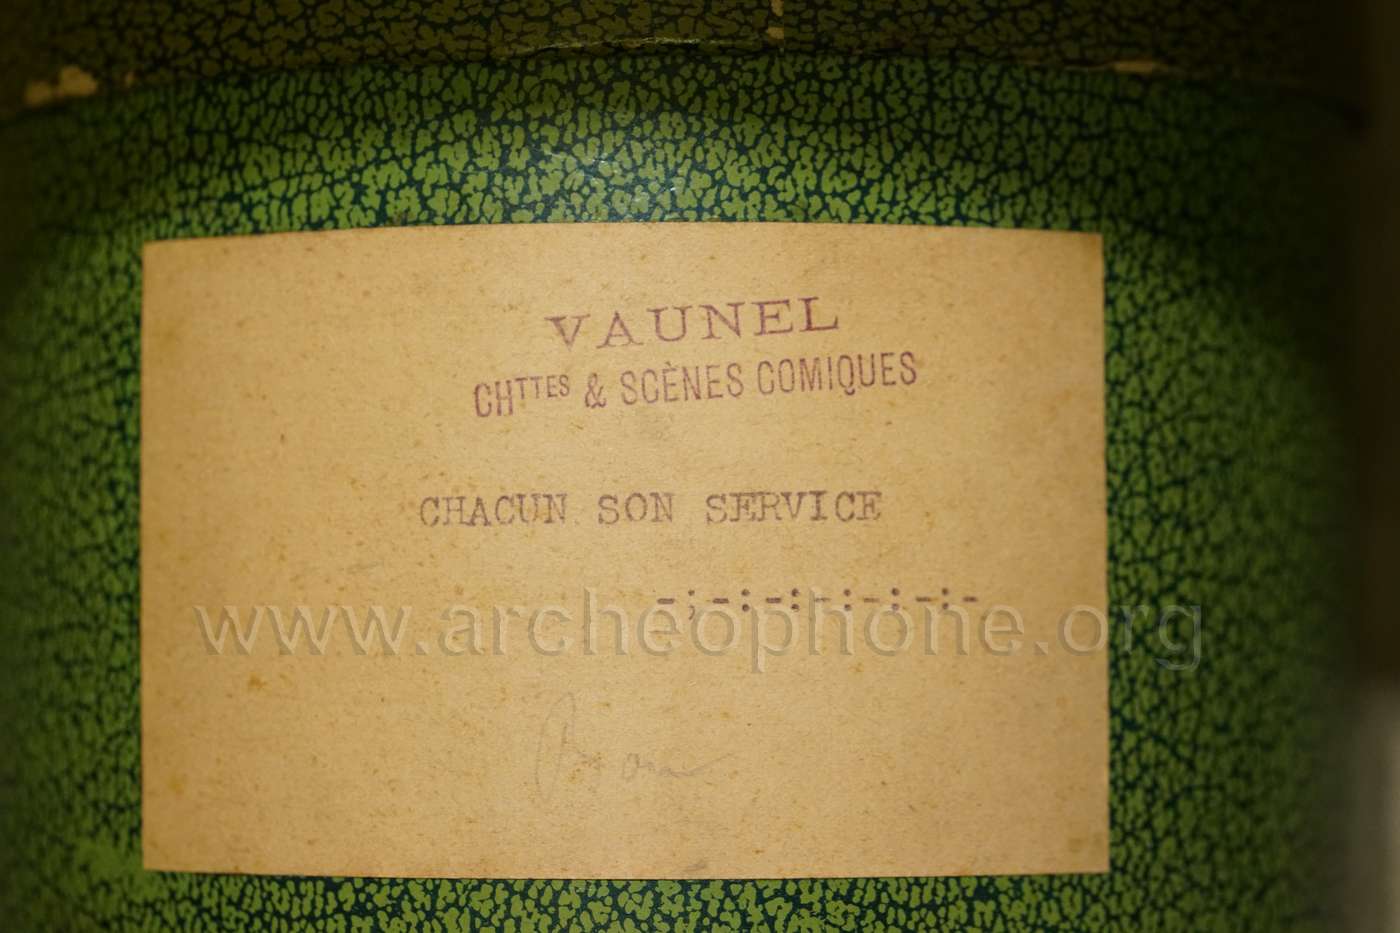 VAUNEL
CHTTES & SCÈNES COMIQUES
CHACUN SON SERVICE
-;-:-:-:-:-:-
www.archeophone.org